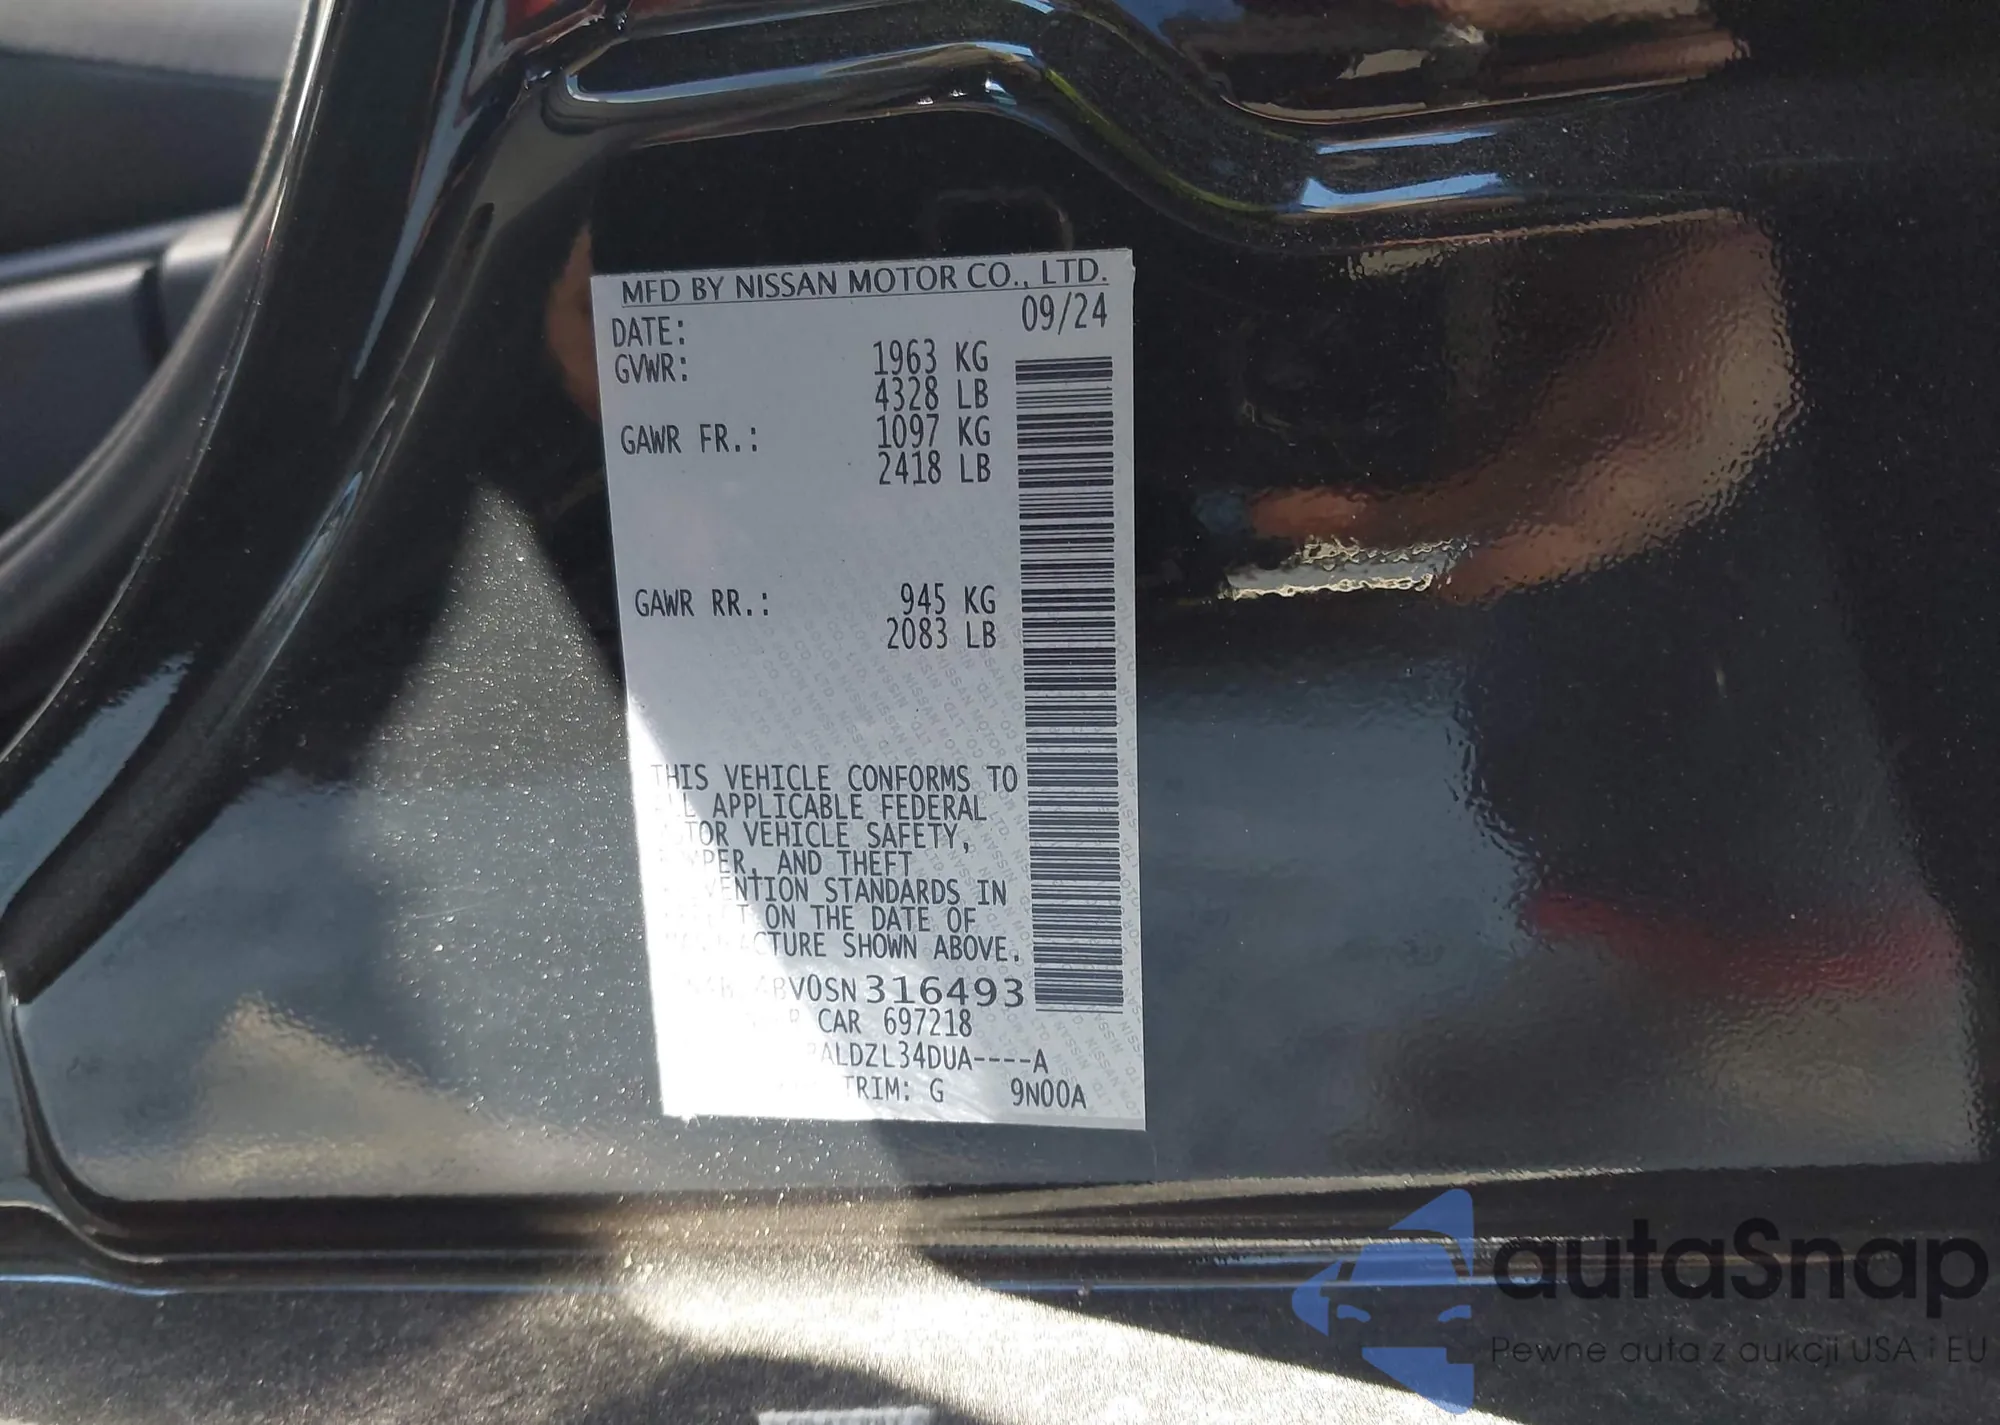 MFD BY NISSAN MOTOR CO., LTD.
DATE: 09/24
GVWR: 1963 KG
4328 LB
GAWR FR.: 1097 KG
2418 LB
GAWR RR.: 945 KG
2083 LB
THIS VEHICLE CONFORMS TO
APPLICABLE FEDERAL
VEHICLE SAFETY,
AND THEFT
STANDARDS IN
ON THE DATE OF
SHOWN ABOVE.
316493
CAR 697218
TRIM: G 9N00A
autaSnap
Pewne auta z aukcji USA i EU